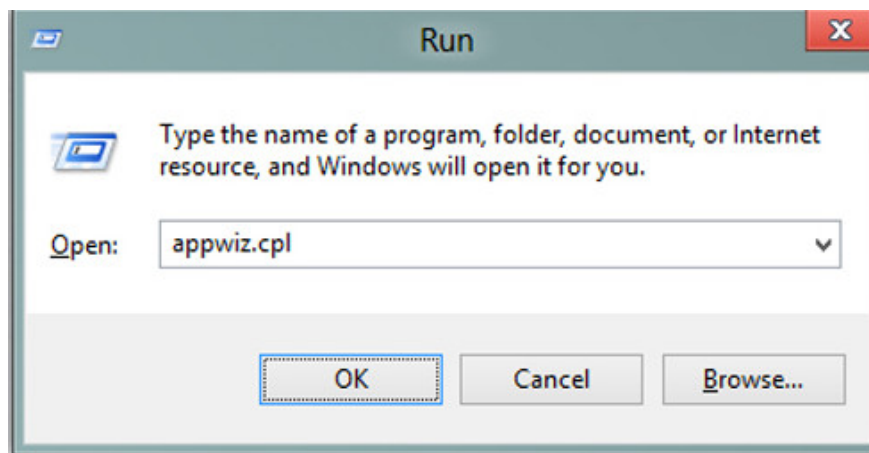 Run
Type the name of a program, folder, document, or Internet
resource, and Windows will open it for you.
Open: appwiz.cpl
OK Cancel Browse...